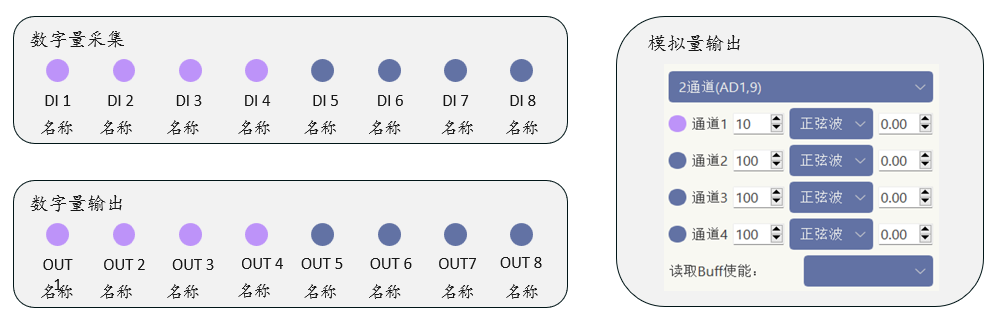 数字量采集
DI 1 DI 2 DI 3 DI 4 DI 5 DI 6 DI 7 DI 8
名称 名称 名称 名称 名称 名称 名称 名称
数字量输出
OUT 1 OUT 2 OUT 3 OUT 4 OUT 5 OUT 6 OUT7 OUT 8
名称 名称 名称 名称 名称 名称 名称 名称
模拟量输出
2通道(AD1,9)
通道1 10 正弦波 0.00
通道2 100 正弦波 0.00
通道3 100 正弦波 0.00
通道4 100 正弦波 0.00
读取Buff使能：